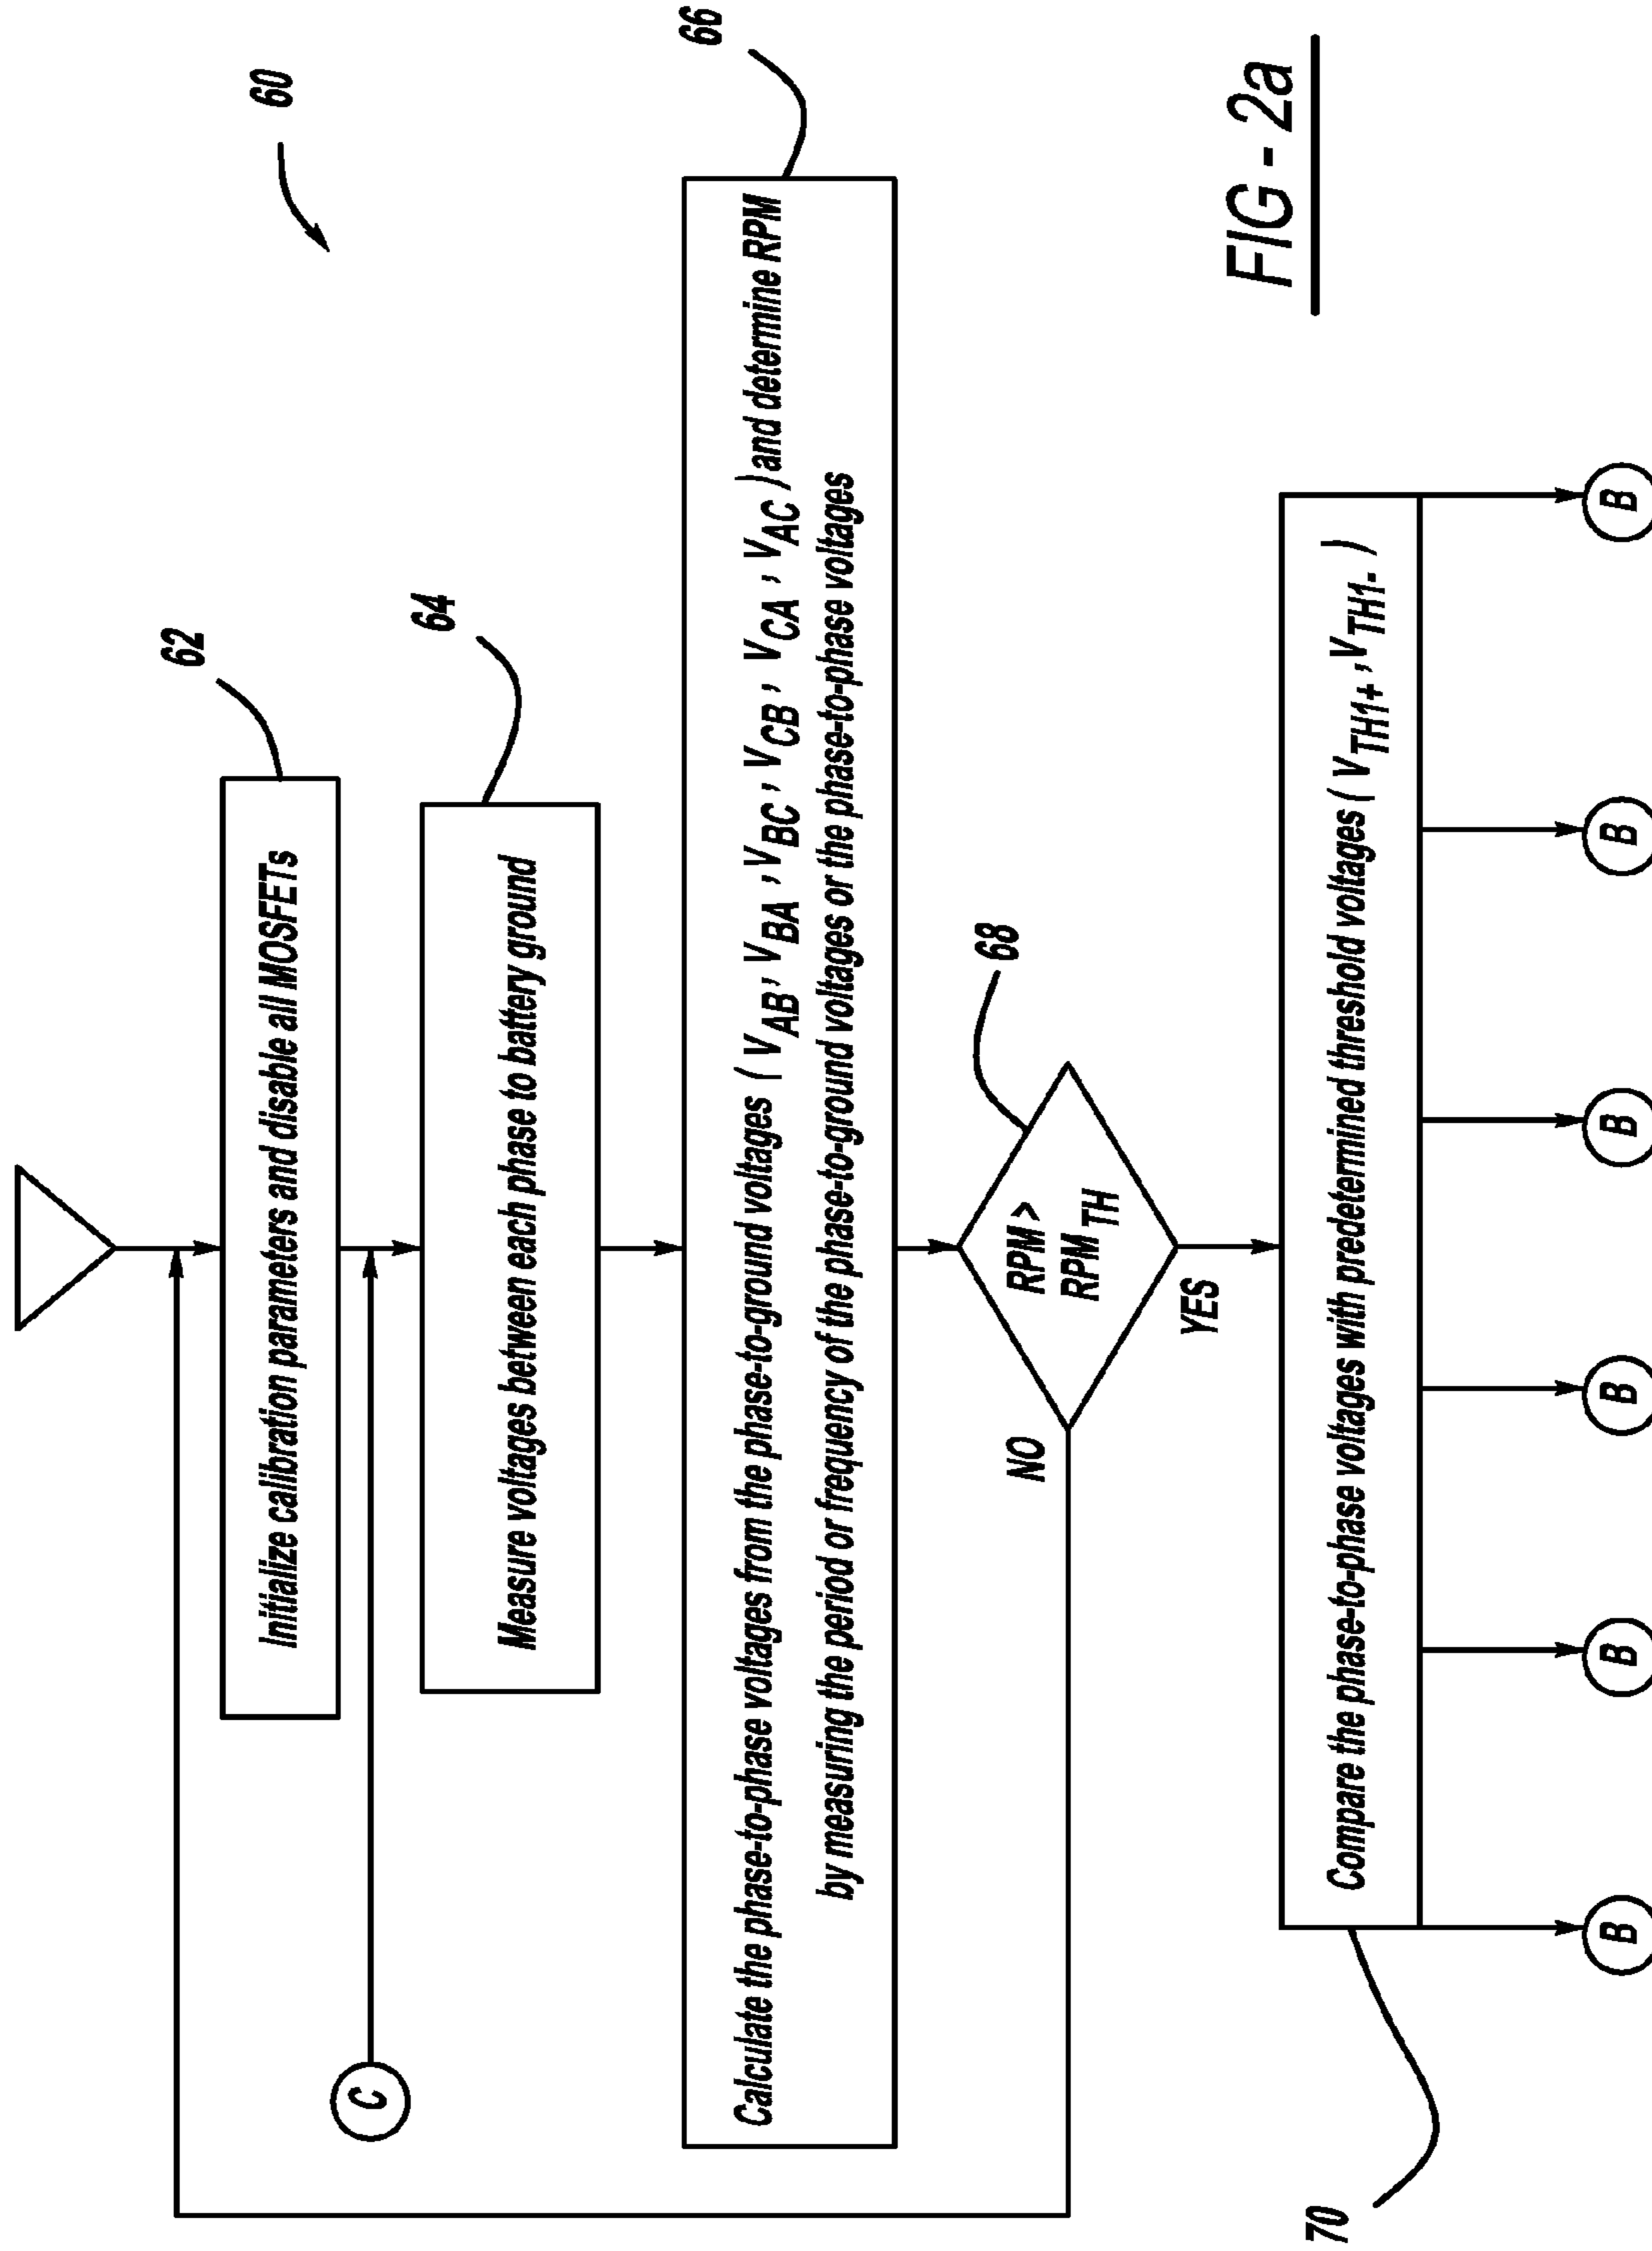 60
62
Initialize calibration parameters and disable all MOSFETs
C
64
Measure voltages between each phase to battery ground
66
Calculate the phase-to-phase voltages from the phase-to-ground voltages ( V_AB, V_BA, V_BC, V_CB, V_CA, V_AC ) and determine RPM
by measuring the period or frequency of the phase-to-ground voltages or the phase-to-phase voltages
68
RPM >
RPM_TH
NO
YES
70
Compare the phase-to-phase voltages with predetermined threshold voltages ( V_TH1+, V_TH1- )
B
B
B
B
B
B
FIG - 2a